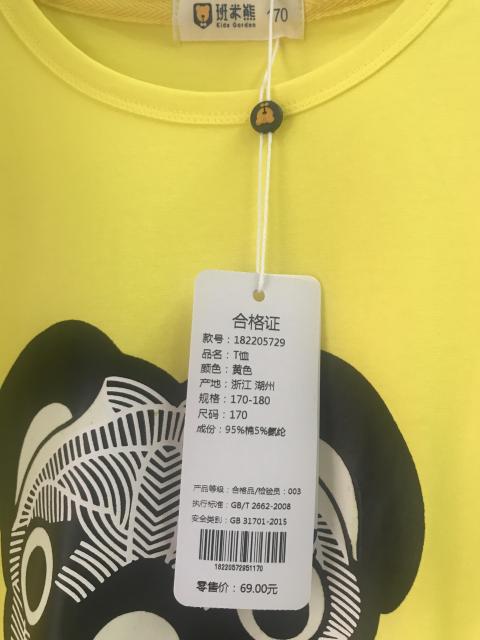 班米熊 170
Kids Garden
合格证
款号：182205729
品名：T恤
颜色：黄色
产地：浙江 湖州
规格：170-180
尺码：170
成份：95%棉5%氨纶
产品等级：合格品/检验员：003
执行标准：GB/T 2662-2008
安全类别：GB 31701-2015
18220572951170
零售价：69.00元